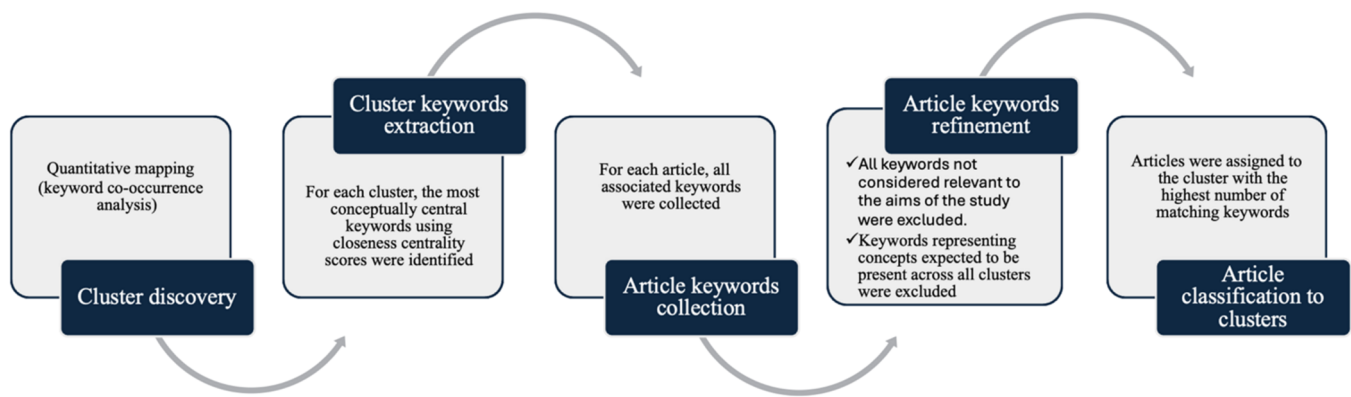 Quantitative mapping
(keyword co-occurrence
analysis)
Cluster discovery
Cluster keywords
extraction
For each cluster, the most
conceptually central
keywords using
closeness centrality
scores were identified
For each article, all
associated keywords
were collected
Article keywords
collection
Article keywords
refinement
✓All keywords not
considered relevant to
the aims of the study
were excluded.
✓Keywords representing
concepts expected to be
present across all clusters
were excluded
Articles were assigned to
the cluster with the
highest number of
matching keywords
Article
classification to
clusters